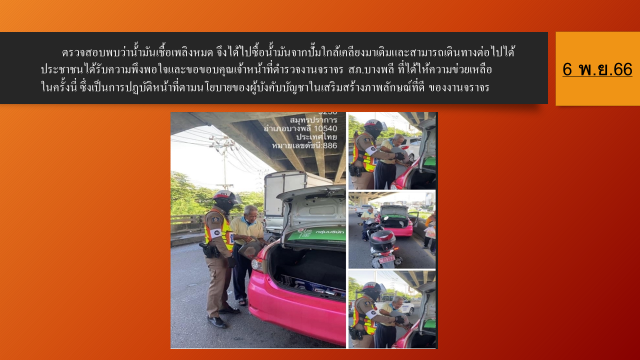 ตรวจสอบพบว่าน้ำมันเชื้อเพลิงหมด จึงได้ไปซื้อน้ำมันจากปั๊มใกล้เคลียงมาเติมและสามารถเดินทางต่อไปได้
ประชาชนได้รับความพึงพอใจและขอขอบคุณเจ้าหน้าที่ตำรวจงานจราจร สภ.บางพลี ที่ได้ให้ความช่วยเหลือ
ในครั้งนี้ ซึ่งเป็นการปฏิบัติหน้าที่ตามนโยบายของผู้บังคับบัญชาในเสริมสร้างภาพลักษณ์ที่ดี ของงานจราจร
6 พ.ย.66
สมุทรปราการ
อำเภอบางพลี 10540
ประเทศไทย
หมายเลขดัชนี:886